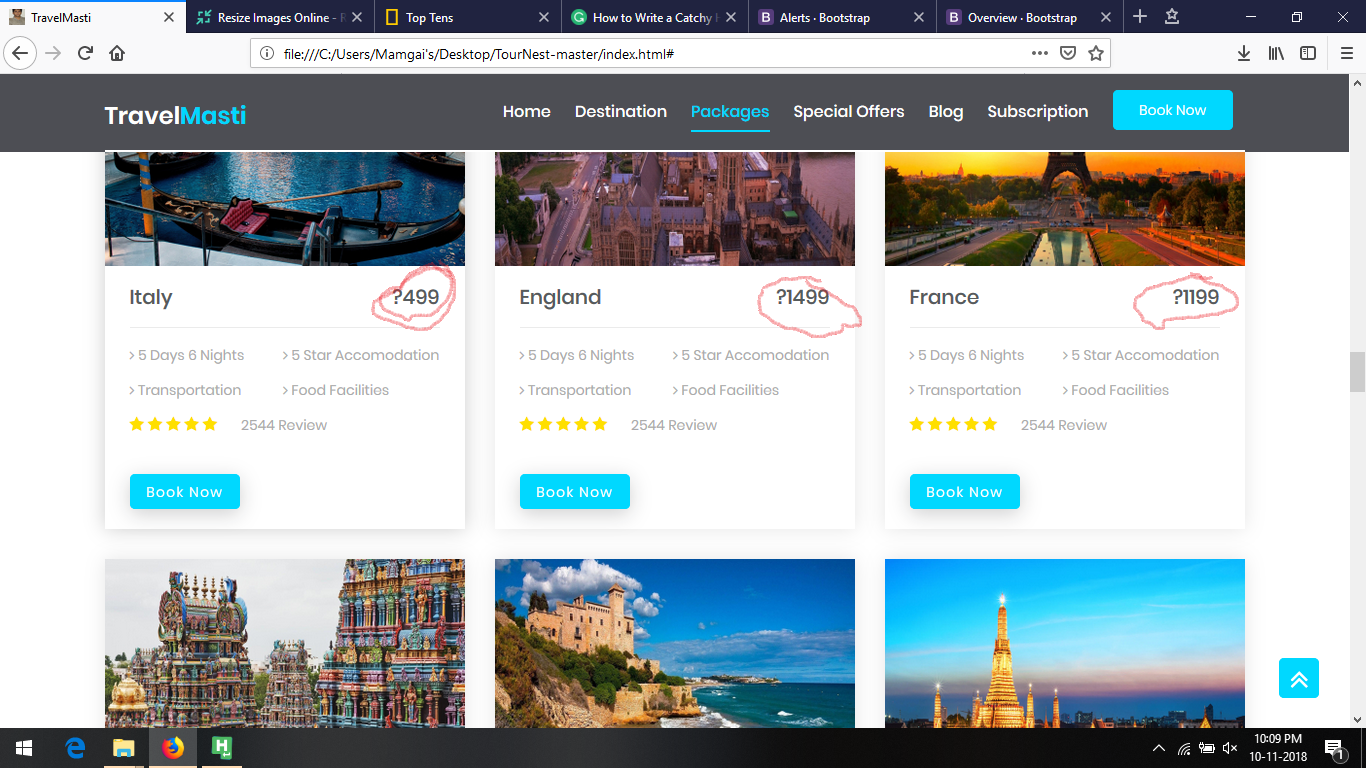 TravelMasti
Resize Images Online - R
Top Tens
How to Write a Catchy H
Alerts · Bootstrap
Overview · Bootstrap
file:///C:/Users/Mamgai's/Desktop/TourNest-master/index.html#
TravelMasti
Home Destination Packages Special Offers Blog Subscription Book Now
Italy ?499
5 Days 6 Nights 5 Star Accomodation
Transportation Food Facilities
2544 Review
Book Now
England ?1499
5 Days 6 Nights 5 Star Accomodation
Transportation Food Facilities
2544 Review
Book Now
France ?1199
5 Days 6 Nights 5 Star Accomodation
Transportation Food Facilities
2544 Review
Book Now
10:09 PM
10-11-2018
1